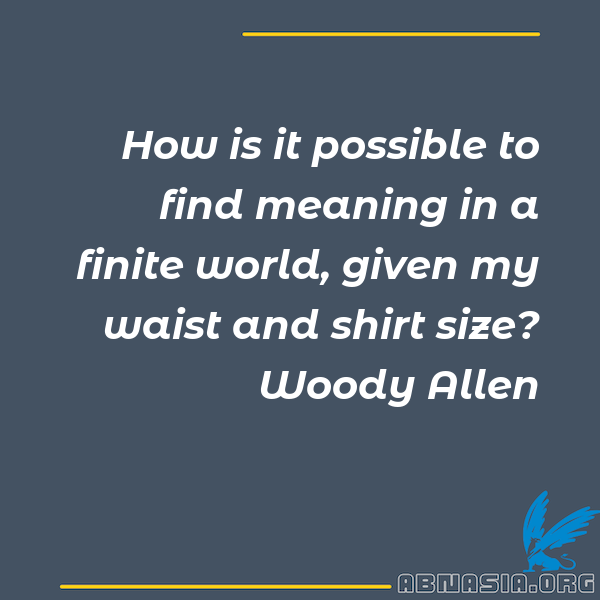 How is it possible to
find meaning in a
finite world, given my
waist and shirt size?
Woody Allen
ABNASIA.ORG